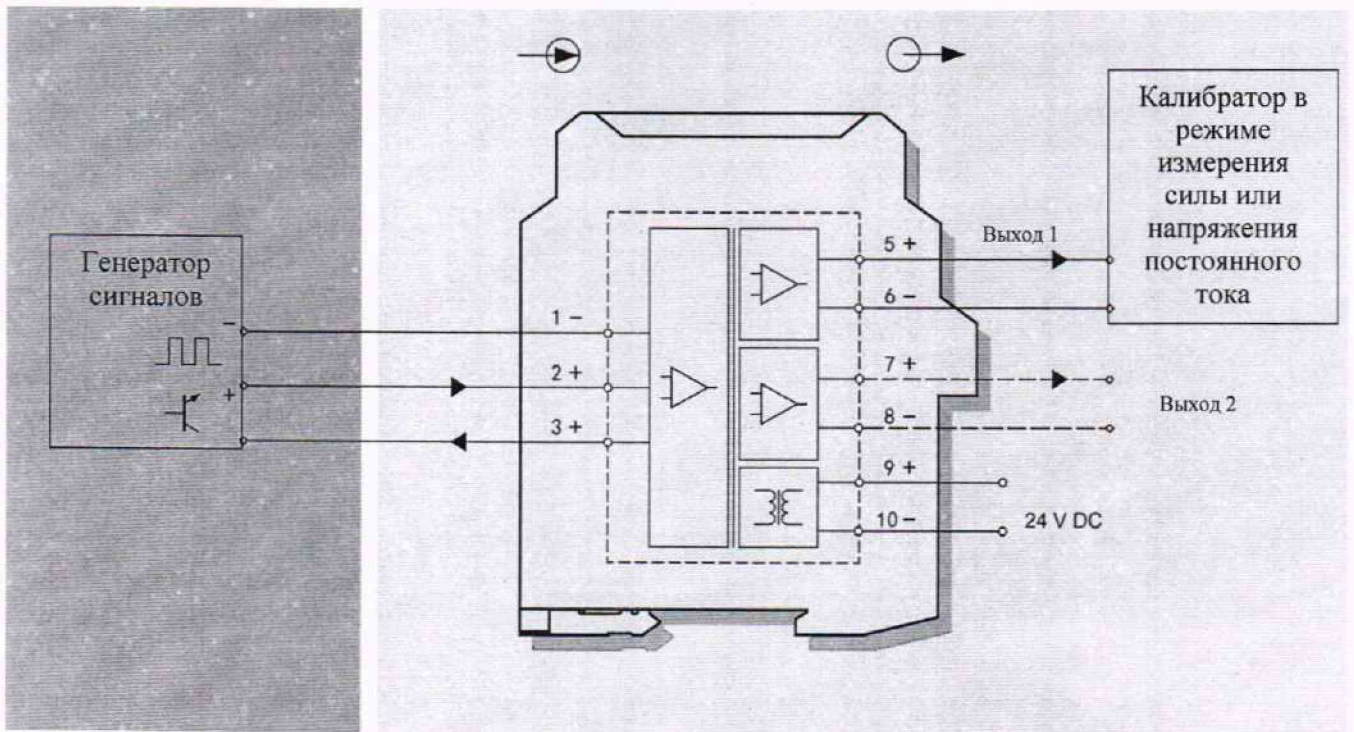 Генератор
сигналов
−
+
1 −
2 +
3 +
5 +
6 −
7 +
8 −
9 +
10 −
Выход 1
Выход 2
24 V DC
Калибратор в
режиме
измерения
силы или
напряжения
постоянного
тока